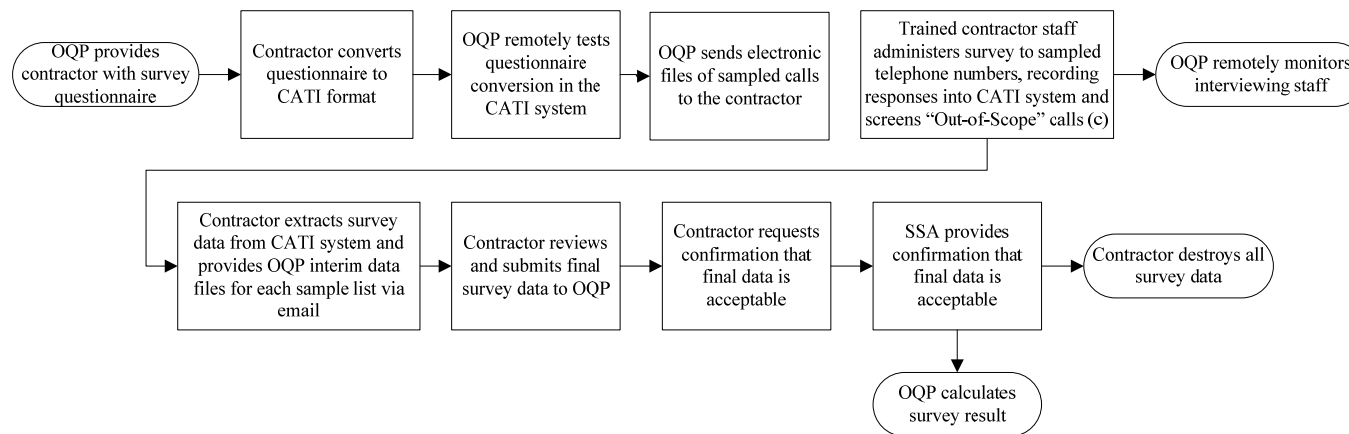 OQP provides
contractor with survey
questionnaire
Contractor converts
questionnaire to
CATI format
OQP remotely tests
questionnaire
conversion in the
CATI system
OQP sends electronic
files of sampled calls
to the contractor
Trained contractor staff
administers survey to sampled
telephone numbers, recording
responses into CATI system and
screens “Out-of-Scope” calls (c)
OQP remotely monitors
interviewing staff
Contractor extracts survey
data from CATI system and
provides OQP interim data
files for each sample list via
email
Contractor reviews
and submits final
survey data to OQP
Contractor requests
confirmation that
final data is
acceptable
SSA provides
confirmation that
final data is
acceptable
Contractor destroys all
survey data
OQP calculates
survey result